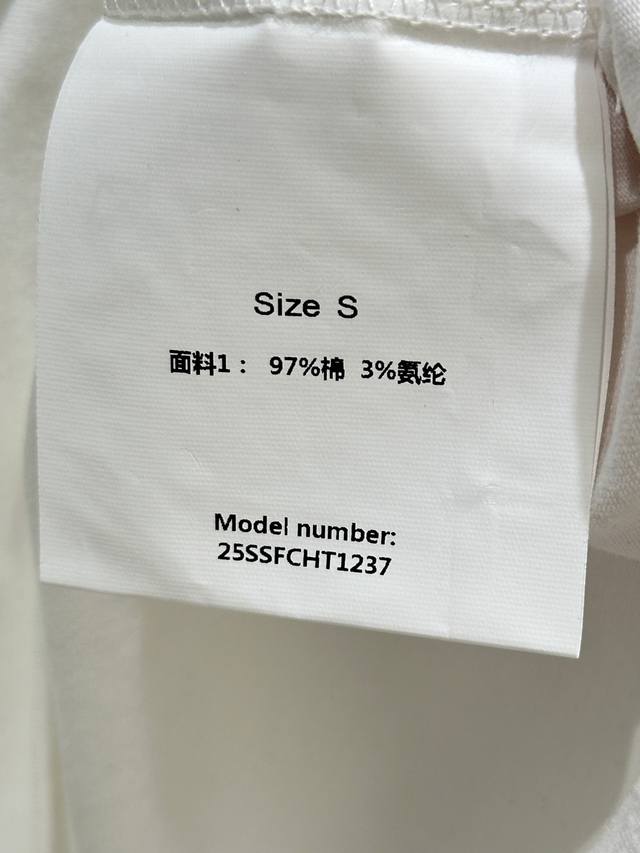 Size S
面料1： 97%棉 3%氨纶
Model number:
25SSFCHT1237